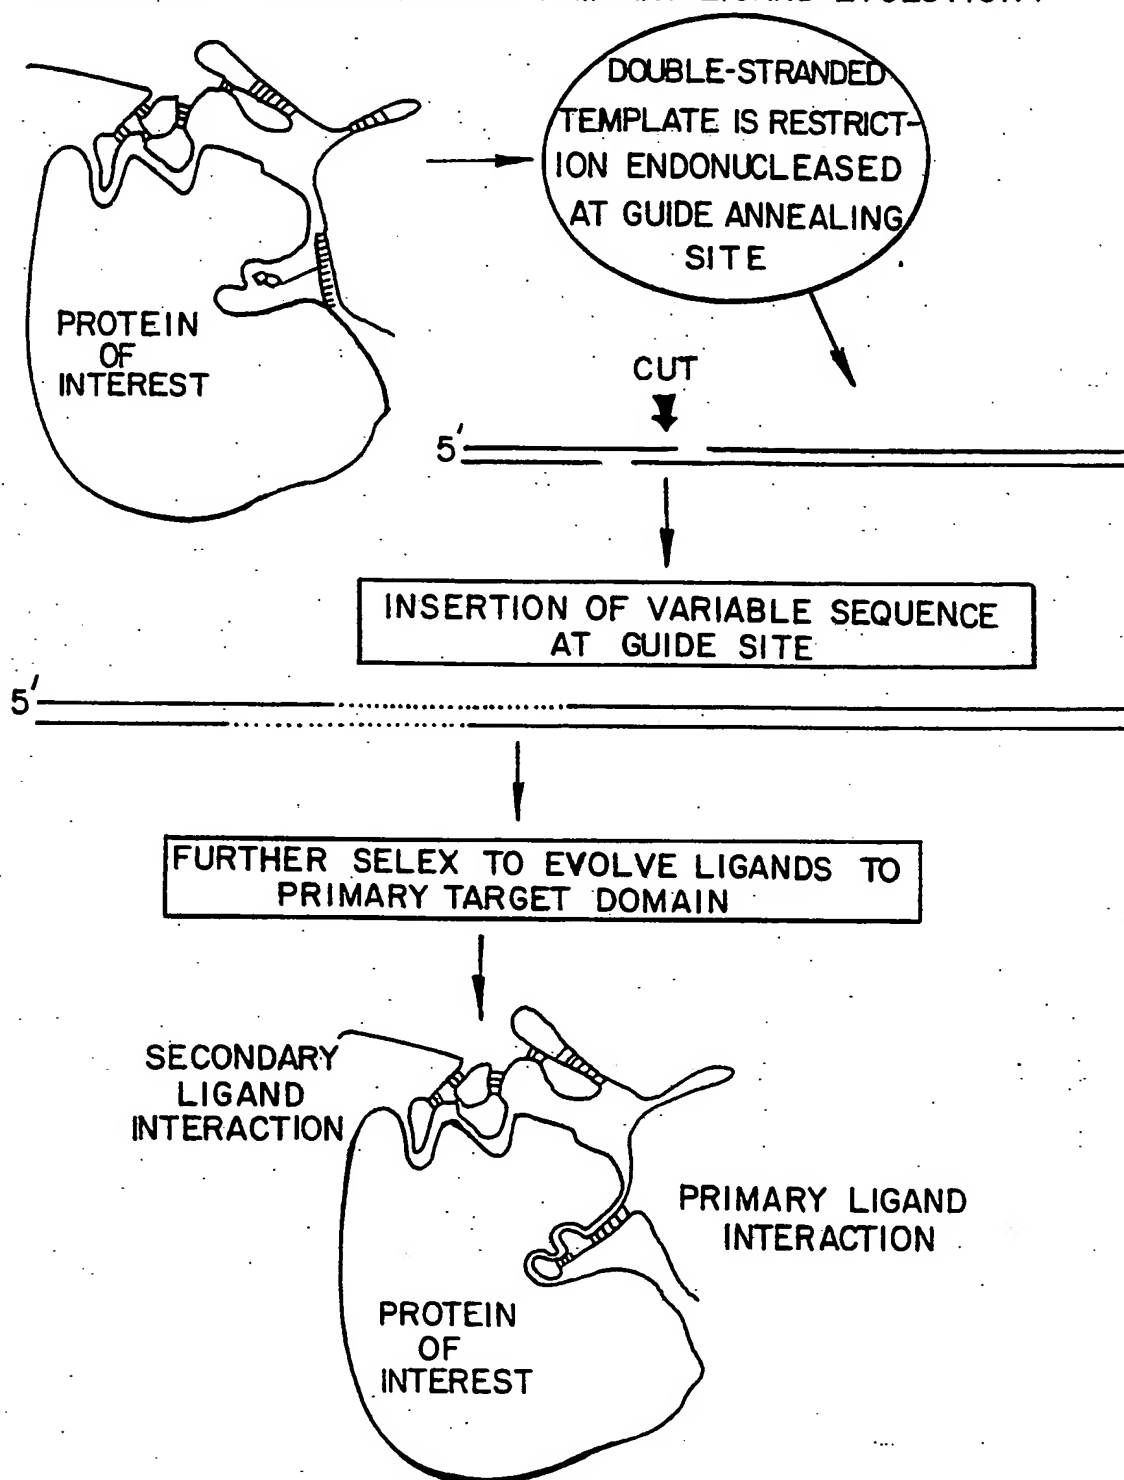 LIGAND EVOLUTION.
DOUBLE-STRANDED
TEMPLATE IS RESTRICT-
ION ENDONUCLEASED
AT GUIDE ANNEALING
SITE
PROTEIN
OF
INTEREST
CUT
5'
INSERTION OF VARIABLE SEQUENCE
AT GUIDE SITE
5'
FURTHER SELEX TO EVOLVE LIGANDS TO
PRIMARY TARGET DOMAIN
SECONDARY
LIGAND
INTERACTION
PRIMARY LIGAND
INTERACTION
PROTEIN
OF
INTEREST